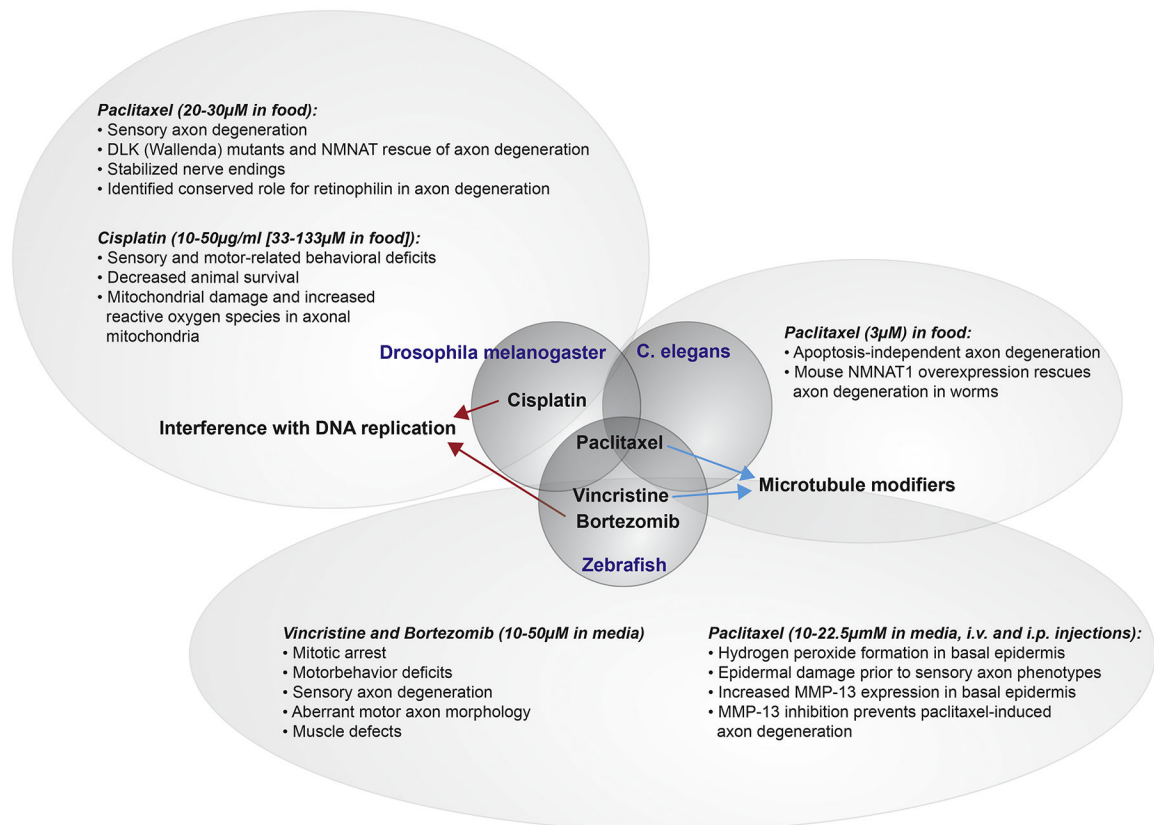 Paclitaxel (20-30µM in food):
• Sensory axon degeneration
• DLK (Wallenda) mutants and NMNAT rescue of axon degeneration
• Stabilized nerve endings
• Identified conserved role for retinophilin in axon degeneration
Cisplatin (10-50µg/ml [33-133µM in food]):
• Sensory and motor-related behavioral deficits
• Decreased animal survival
• Mitochondrial damage and increased
reactive oxygen species in axonal
mitochondria
Paclitaxel (3µM) in food:
• Apoptosis-independent axon degeneration
• Mouse NMNAT1 overexpression rescues
axon degeneration in worms
Drosophila melanogaster
C. elegans
Cisplatin
Interference with DNA replication
Paclitaxel
Microtubule modifiers
Vincristine
Bortezomib
Zebrafish
Vincristine and Bortezomib (10-50µM in media)
• Mitotic arrest
• Motorbehavior deficits
• Sensory axon degeneration
• Aberrant motor axon morphology
• Muscle defects
Paclitaxel (10-22.5µmM in media, i.v. and i.p. injections):
• Hydrogen peroxide formation in basal epidermis
• Epidermal damage prior to sensory axon phenotypes
• Increased MMP-13 expression in basal epidermis
• MMP-13 inhibition prevents paclitaxel-induced
axon degeneration